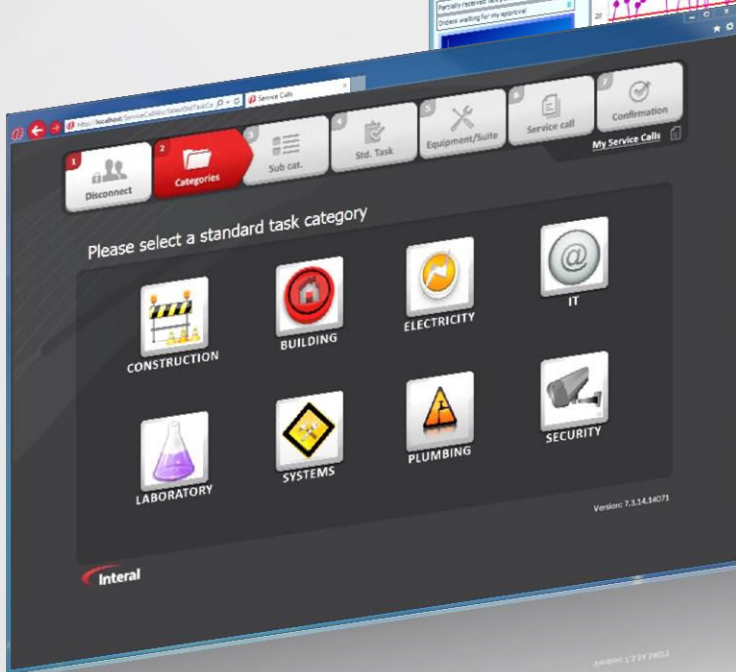 Partially received
Orders waiting for my approval
20
http://localhost/ServiceCalls
Service Calls
1
Disconnect
2
Categories
3
Sub cat.
4
Std. Task
5
Equipment/Suite
6
Service call
7
Confirmation
My Service Calls
Please select a standard task category
CONSTRUCTION
BUILDING
ELECTRICITY
IT
LABORATORY
SYSTEMS
PLUMBING
SECURITY
Version: 7.3.14.14071
Interal